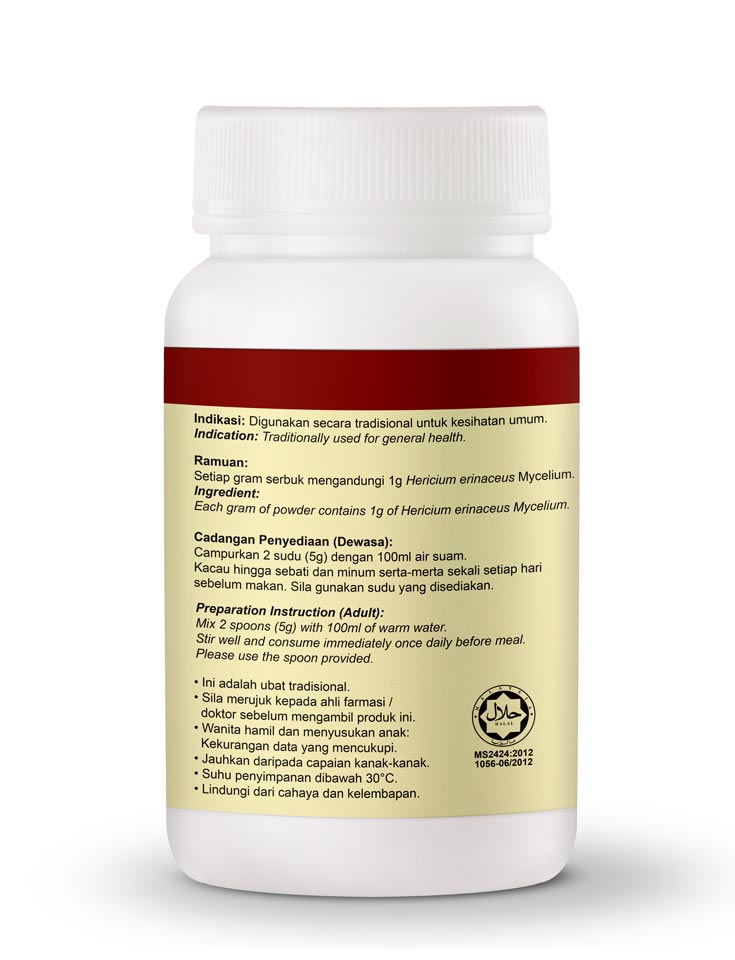 Indikasi: Digunakan secara tradisional untuk kesihatan umum.
Indication: Traditionally used for general health.
Ramuan:
Setiap gram serbuk mengandungi 1g Hericium erinaceus Mycelium.
Ingredient:
Each gram of powder contains 1g of Hericium erinaceus Mycelium.
Cadangan Penyediaan (Dewasa):
Campurkan 2 sudu (5g) dengan 100ml air suam.
Kacau hingga sebati dan minum serta-merta sekali setiap hari
sebelum makan. Sila gunakan sudu yang disediakan.
Preparation Instruction (Adult):
Mix 2 spoons (5g) with 100ml of warm water.
Stir well and consume immediately once daily before meal.
Please use the spoon provided.
• Ini adalah ubat tradisional.
• Sila merujuk kepada ahli farmasi /
doktor sebelum mengambil produk ini.
• Wanita hamil dan menyusukan anak:
Kekurangan data yang mencukupi.
• Jauhkan daripada capaian kanak-kanak.
• Suhu penyimpanan dibawah 30°C.
• Lindungi dari cahaya dan kelembapan.
MALAYSIA
حلال
HALAL
مليسيا
MS2424:2012
1056-06/2012